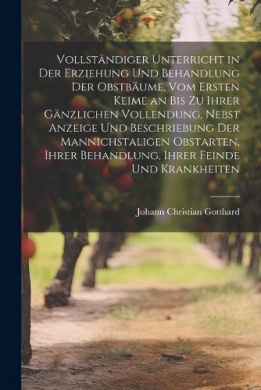 Vollständiger Unterricht in
Der Erziehung Und Behandlung
Der Obstbäume, Vom Ersten
Keime an Bis Zu Ihrer
Gänzlichen Vollendung, Nebst
Anzeige Und Beschriebung Der
Mannichstaligen Obstarten,
Ihrer Behandlung, Ihrer Feinde
Und Krankheiten
Johann Christian Gotthard